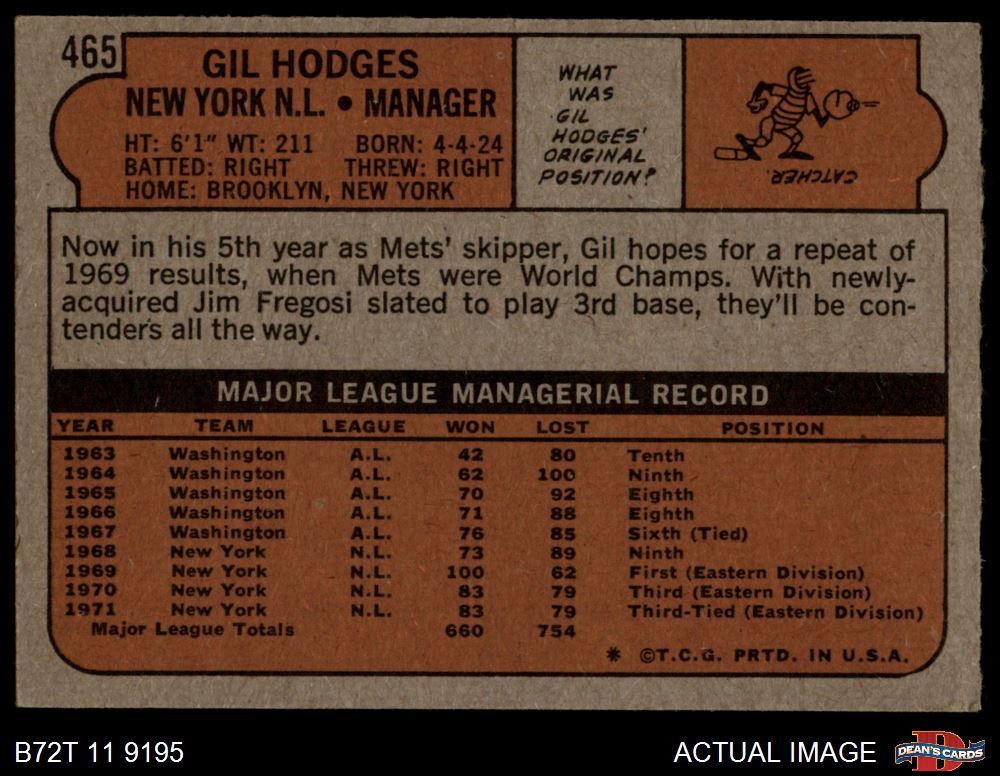 465
GIL HODGES
NEW YORK N.L. • MANAGER
HT: 6'1" WT: 211 BORN: 4-4-24
BATTED: RIGHT THREW: RIGHT
HOME: BROOKLYN, NEW YORK
WHAT
WAS
GIL
HODGES'
ORIGINAL
POSITION?
CATCHER.
Now in his 5th year as Mets' skipper, Gil hopes for a repeat of
1969 results, when Mets were World Champs. With newly-
acquired Jim Fregosi slated to play 3rd base, they'll be con-
tenders all the way.
MAJOR LEAGUE MANAGERIAL RECORD
YEAR TEAM LEAGUE WON LOST POSITION
1963 Washington A.L. 42 80 Tenth
1964 Washington A.L. 62 100 Ninth
1965 Washington A.L. 70 92 Eighth
1966 Washington A.L. 71 88 Eighth
1967 Washington A.L. 76 85 Sixth (Tied)
1968 New York N.L. 73 89 Ninth
1969 New York N.L. 100 62 First (Eastern Division)
1970 New York N.L. 83 79 Third (Eastern Division)
1971 New York N.L. 83 79 Third-Tied (Eastern Division)
Major League Totals 660 754
* ©T.C.G. PRTD. IN U.S.A.
B72T 11 9195
ACTUAL IMAGE
D
DEAN'S CARDS